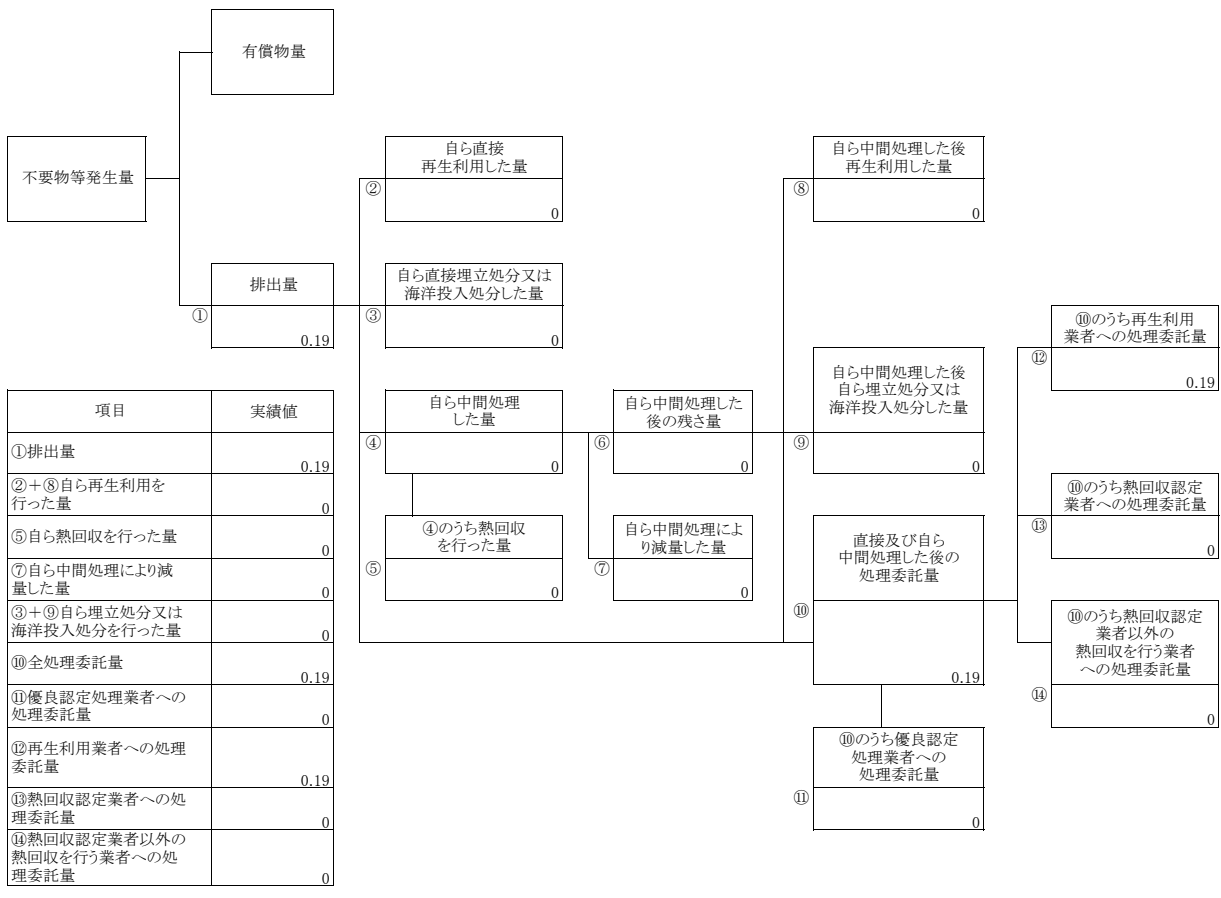 有償物量
不要物等発生量
排出量
①
0.19
自ら直接
再生利用した量
②
0
自ら直接埋立処分又は
海洋投入処分した量
③
0
自ら中間処理
した量
④
0
④のうち熱回収
を行った量
⑤
0
自ら中間処理した
後の残さ量
⑥
0
自ら中間処理によ
り減量した量
⑦
0
自ら中間処理した後
再生利用した量
⑧
0
自ら中間処理した後
自ら埋立処分又は
海洋投入処分した量
⑨
0
直接及び自ら
中間処理した後の
処理委託量
⑩
0.19
⑩のうち優良認定
処理業者への
処理委託量
⑪
0
⑩のうち再生利用
業者への処理委託量
⑫
0.19
⑩のうち熱回収認定
業者への処理委託量
⑬
0
⑩のうち熱回収認定
業者以外の
熱回収を行う業者
への処理委託量
⑭
0
項目 実績値
①排出量
0.19
②＋⑧自ら再生利用を
行った量
0
⑤自ら熱回収を行った量
0
⑦自ら中間処理により減
量した量
0
③＋⑨自ら埋立処分又は
海洋投入処分を行った量
0
⑩全処理委託量
0.19
⑪優良認定処理業者への
処理委託量
0
⑫再生利用業者への処理
委託量
0.19
⑬熱回収認定業者への処
理委託量
0
⑭熱回収認定業者以外の
熱回収を行う業者への処
理委託量
0